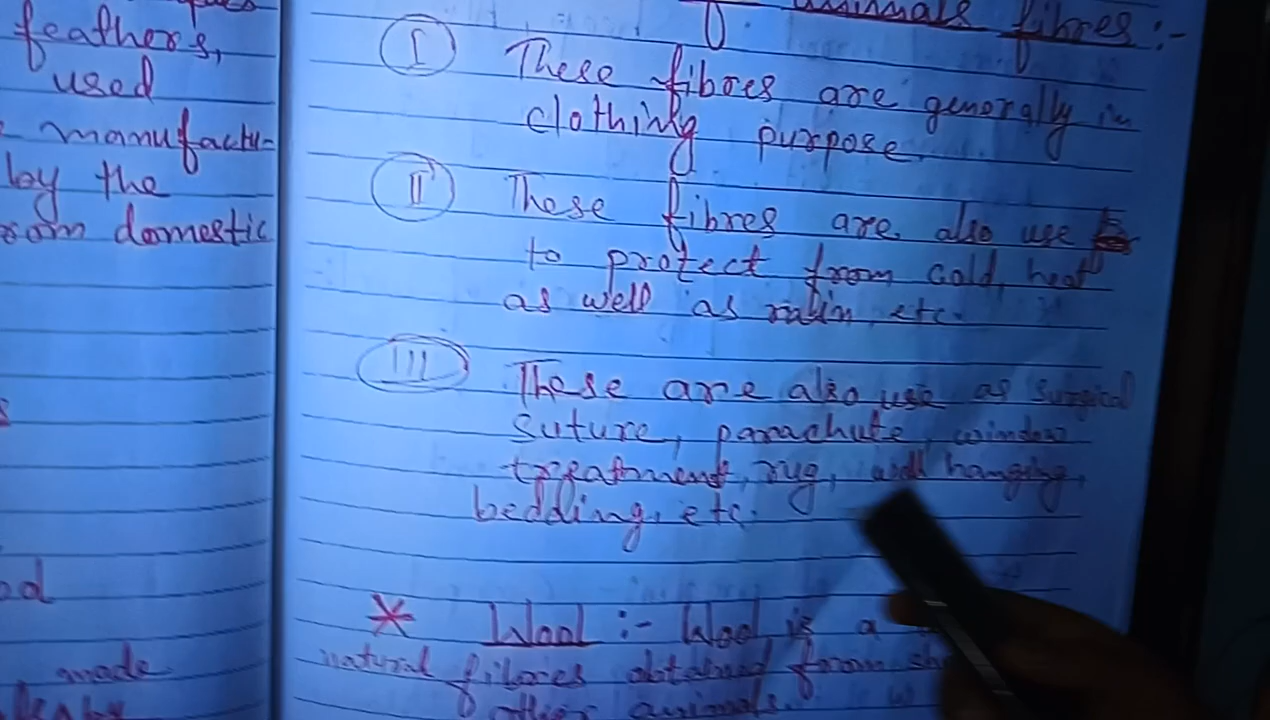 feathers,
used
manufactu-
by the
domestic
made
animals fibres:-
I These fibres are generally in
clothing purpose.
II These fibres are also use
to protect from cold, heat
as well as rain etc.
III These are also use as surgical
suture, parachute, window
treatment, rug, wall hanging,
bedding, etc.
* Wool :- Wool is a
natural fibres obtained from
other animals.